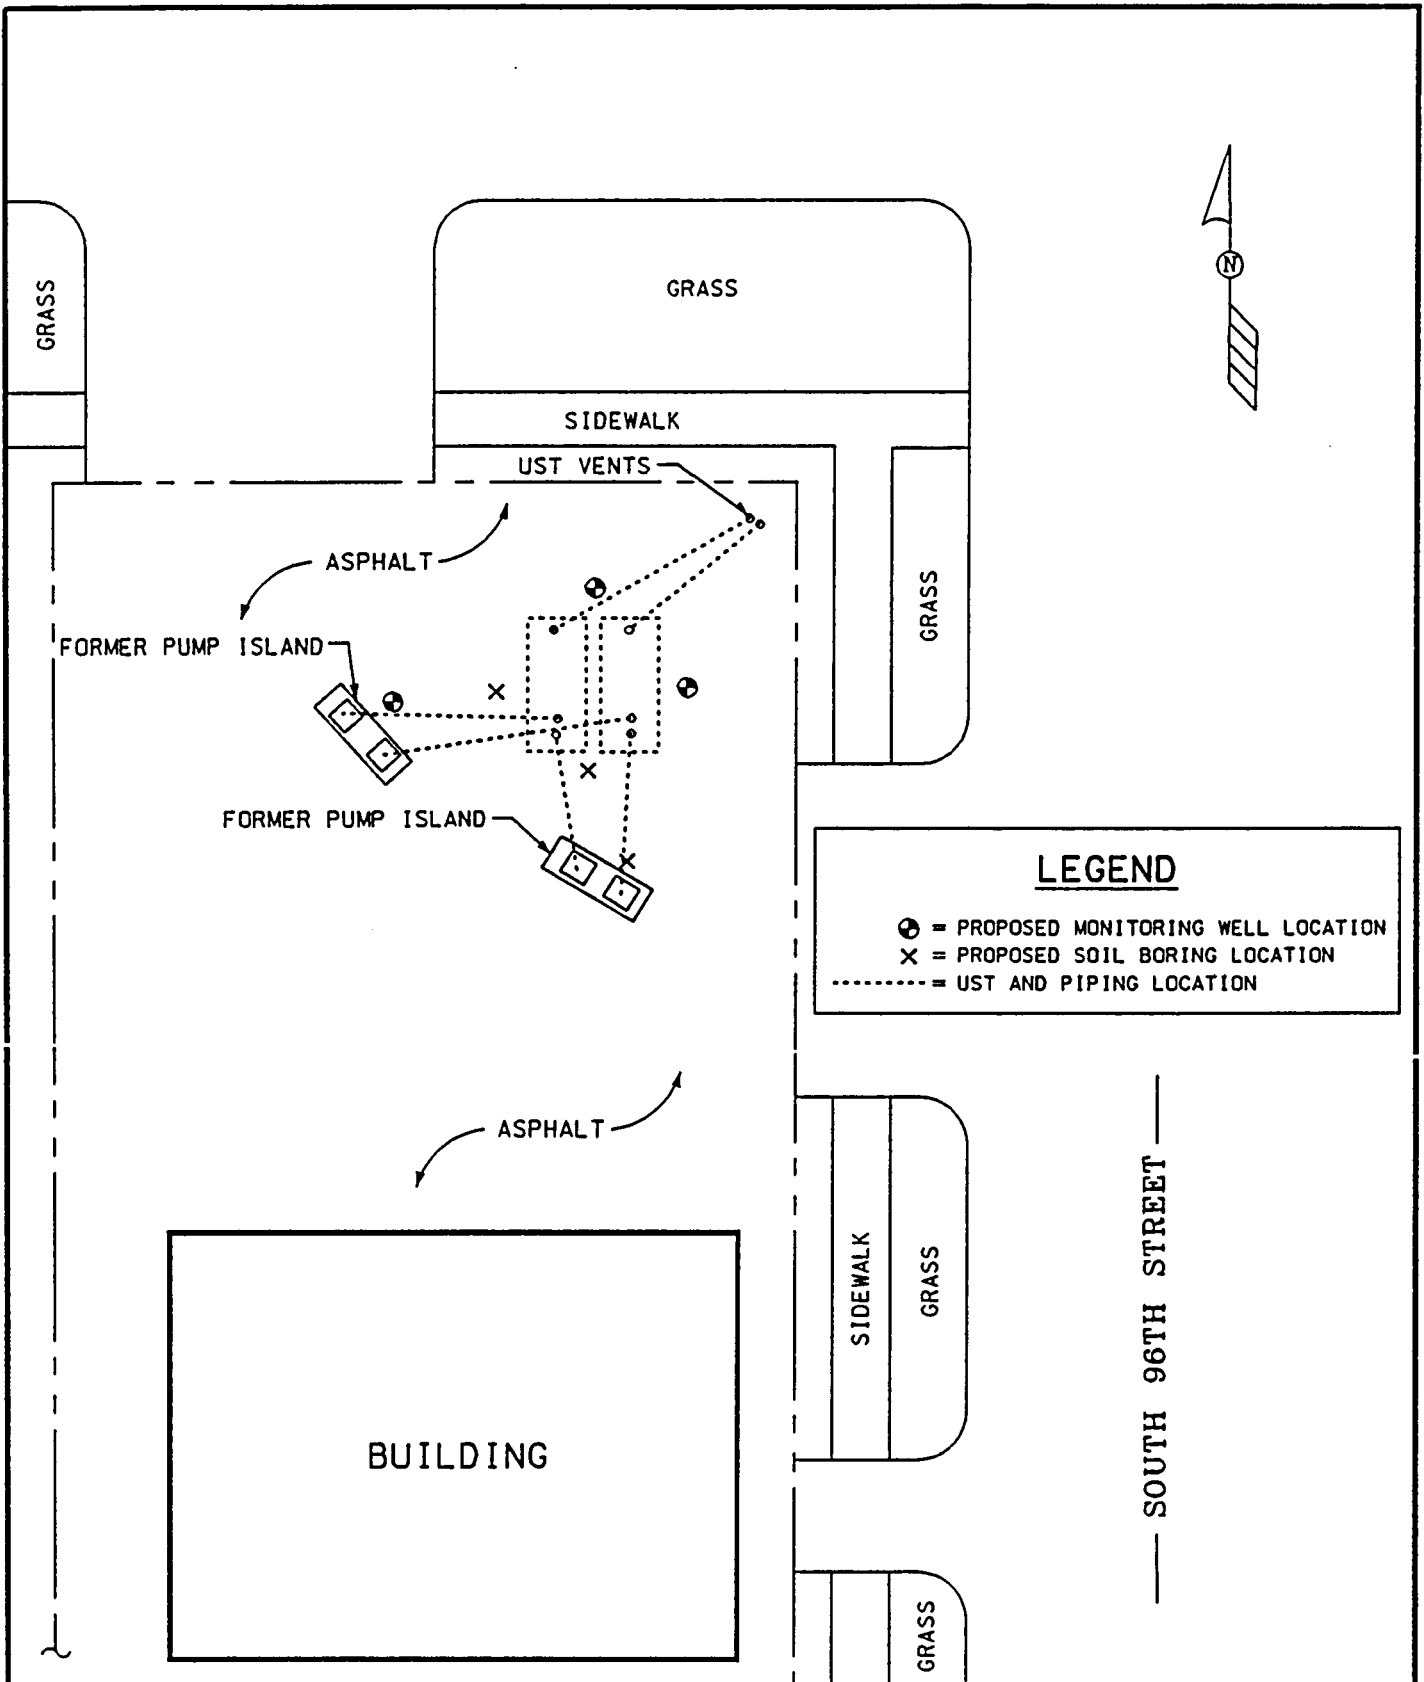 GRASS
GRASS
N
SIDEWALK
UST VENTS
ASPHALT
GRASS
FORMER PUMP ISLAND
FORMER PUMP ISLAND
LEGEND
= PROPOSED MONITORING WELL LOCATION
= PROPOSED SOIL BORING LOCATION
= UST AND PIPING LOCATION
ASPHALT
SIDEWALK
GRASS
SOUTH 96TH STREET
BUILDING
GRASS